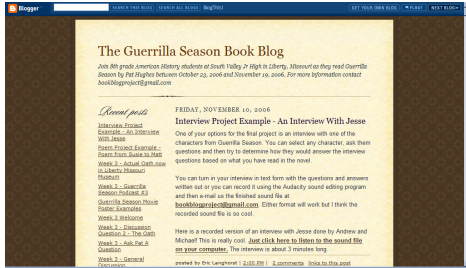 Blogger
SEARCH THIS BLOG
SEARCH ALL BLOGS
BlogThis!
GET YOUR OWN BLOG
FLAG?
NEXT BLOG»
The Guerrilla Season Book Blog
Join 8th grade American History students at South Valley Jr High in Liberty, Missouri as they read Guerrilla
Season by Pat Hughes between October 23, 2006 and November 19, 2006. For more information contact
bookblogproject@gmail.com
Recent posts
Interview Project
Example - An Interview
With Jesse
Poem Project Example -
Poem from Susie to Matt
Week 3 - Actual Oath now
in Liberty Missouri
Museum
Week 3 - Guerrilla
Season Podcast #3
Guerrilla Season Movie
Poster Examples
Week 3 Welcome
Week 3 - Discussion
Question 2 - The Oath
Week 3 - Ask Pat A
Question
Week 3 - General
Discussion
FRIDAY, NOVEMBER 10, 2006
Interview Project Example - An Interview With Jesse
One of your options for the final project is an interview with one of the
characters from Guerrilla Season. You can select any character, ask them
questions and then try to determine how they would answer the interview
questions based on what you have read in the novel.
You can turn your interview in text form with the questions and answers
written out or you can record it using the Audacity sound editing program
and then e-mail us the finished sound file at
bookblogproject@gmail.com. Either format will work but I think the
recorded sound file is so cool.
Here is a recorded version of an interview with Jesse done by Andrew and
Michael! This is really cool. Just click here to listen to the sound file
on your computer. The interview is about 3 minutes long.
posted by Eric Langhorst | 2:00 PM | 2 comments links to this post